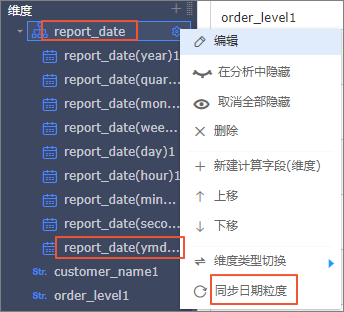 维度
report_date
report_date(year)1
report_date(quar...
report_date(mon...
report_date(wee...
report_date(day)1
report_date(hour)1
report_date(min...
report_date(seco...
report_date(ymd...
Str. customer_name1
Str. order_level1
order_level1
编辑
在分析中隐藏
取消全部隐藏
删除
新建计算字段(维度)
上移
下移
维度类型切换
同步日期粒度